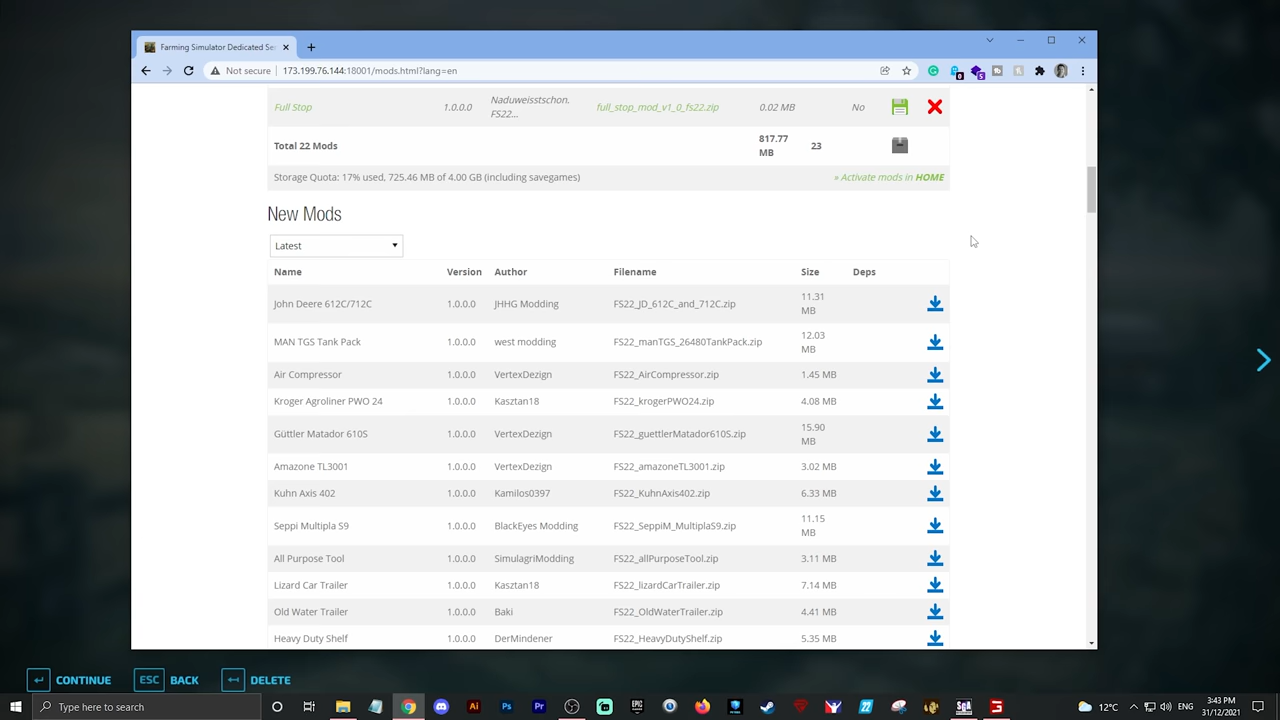 Farming Simulator Dedicated Se
Not secure | 173.199.76.144:18001/mods.html?lang=en
Full Stop 1.0.0.0 Naduweisstschon. FS22... full_stop_mod_v1_0_fs22.zip 0.02 MB No
Total 22 Mods 817.77 MB 23
Storage Quota: 17% used, 725.46 MB of 4.00 GB (including savegames) » Activate mods in HOME
New Mods
Latest
Name Version Author Filename Size Deps
John Deere 612C/712C 1.0.0.0 JHHG Modding FS22_JD_612C_and_712C.zip 11.31 MB
MAN TGS Tank Pack 1.0.0.0 west modding FS22_manTGS_26480TankPack.zip 12.03 MB
Air Compressor 1.0.0.0 VertexDezign FS22_AirCompressor.zip 1.45 MB
Kroger Agroliner PWO 24 1.0.0.0 Kasztan18 FS22_krogerPWO24.zip 4.08 MB
Güttler Matador 610S 1.0.0.0 VertexDezign FS22_guettlerMatador610S.zip 15.90 MB
Amazone TL3001 1.0.0.0 VertexDezign FS22_amazoneTL3001.zip 3.02 MB
Kuhn Axis 402 1.0.0.0 Kamilos0397 FS22_KuhnAxis402.zip 6.33 MB
Seppi Multipla S9 1.0.0.0 BlackEyes Modding FS22_SeppiM_MultiplaS9.zip 11.15 MB
All Purpose Tool 1.0.0.0 SimulagriModding FS22_allPurposeTool.zip 3.11 MB
Lizard Car Trailer 1.0.0.0 Kasztan18 FS22_lizardCarTrailer.zip 7.14 MB
Old Water Trailer 1.0.0.0 Baki FS22_OldWaterTrailer.zip 4.41 MB
Heavy Duty Shelf 1.0.0.0 DerMindener FS22_HeavyDutyShelf.zip 5.35 MB
CONTINUE ESC BACK DELETE
Type here to search 12°C ENG 3:43 PM
31/12/2021